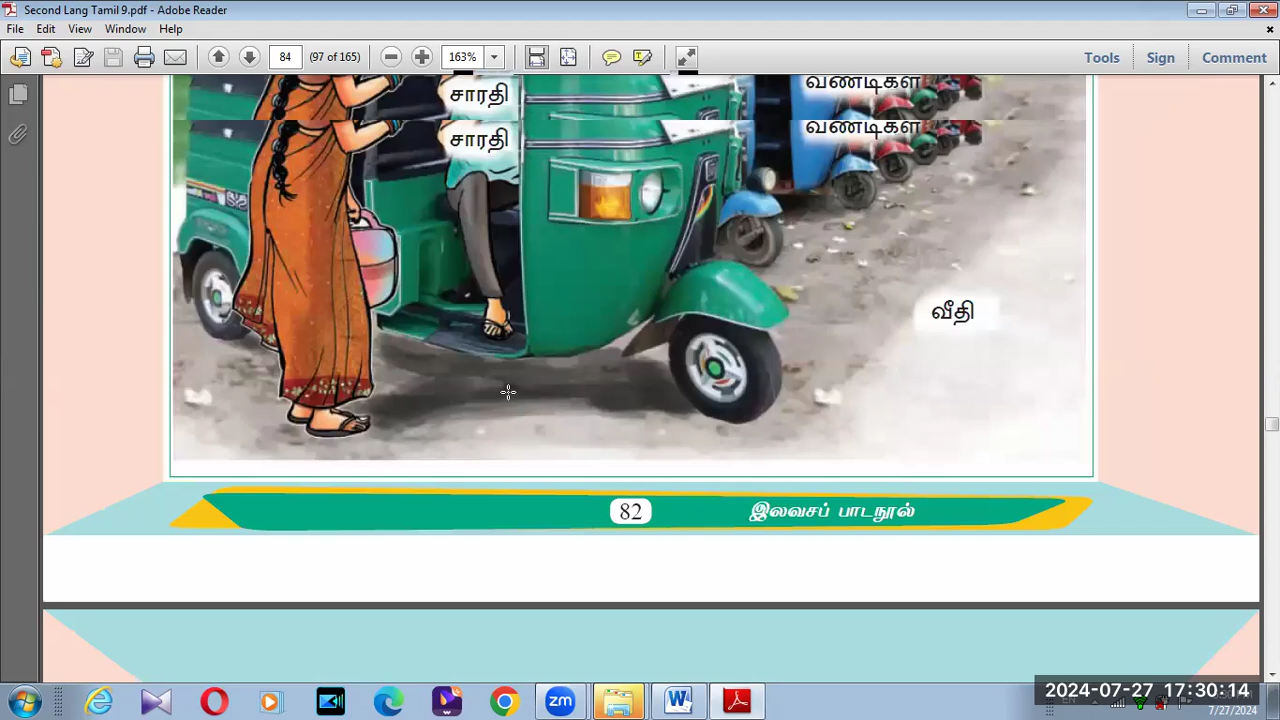 Second Lang Tamil 9.pdf - Adobe Reader
File Edit View Window Help
84 (97 of 165) 163% Tools Sign Comment
சாரதி வண்டிகள்
சாரதி வண்டிகள்
வீதி
82 இலவசப் பாடநூல்
2024-07-27 17:30:14
7/27/2024